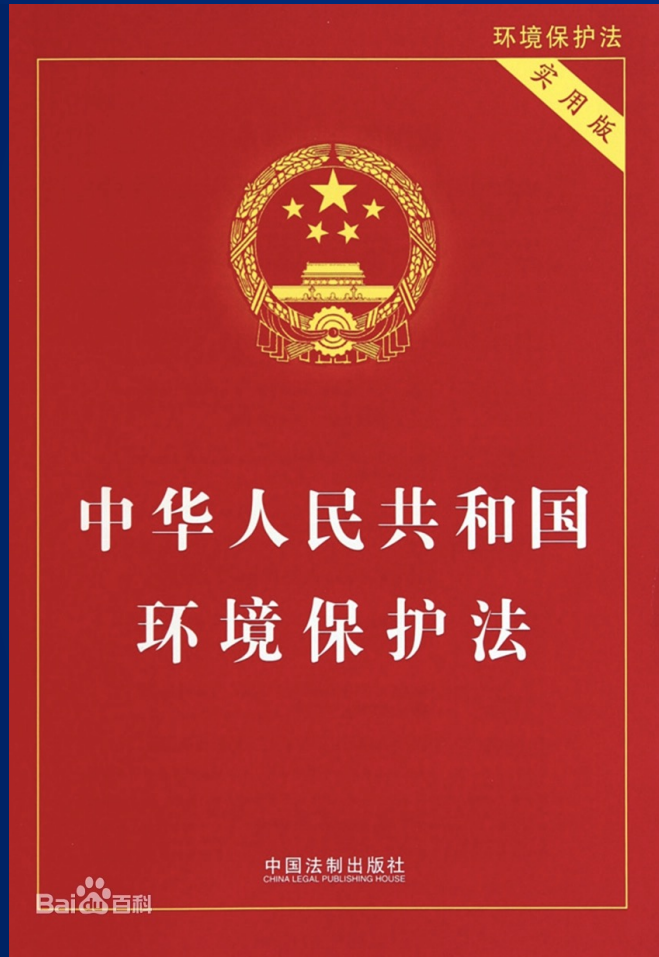 环境保护法
实用版
中华人民共和国
环境保护法
中国法制出版社
CHINA LEGAL PUBLISHING HOUSE
Baidu百科